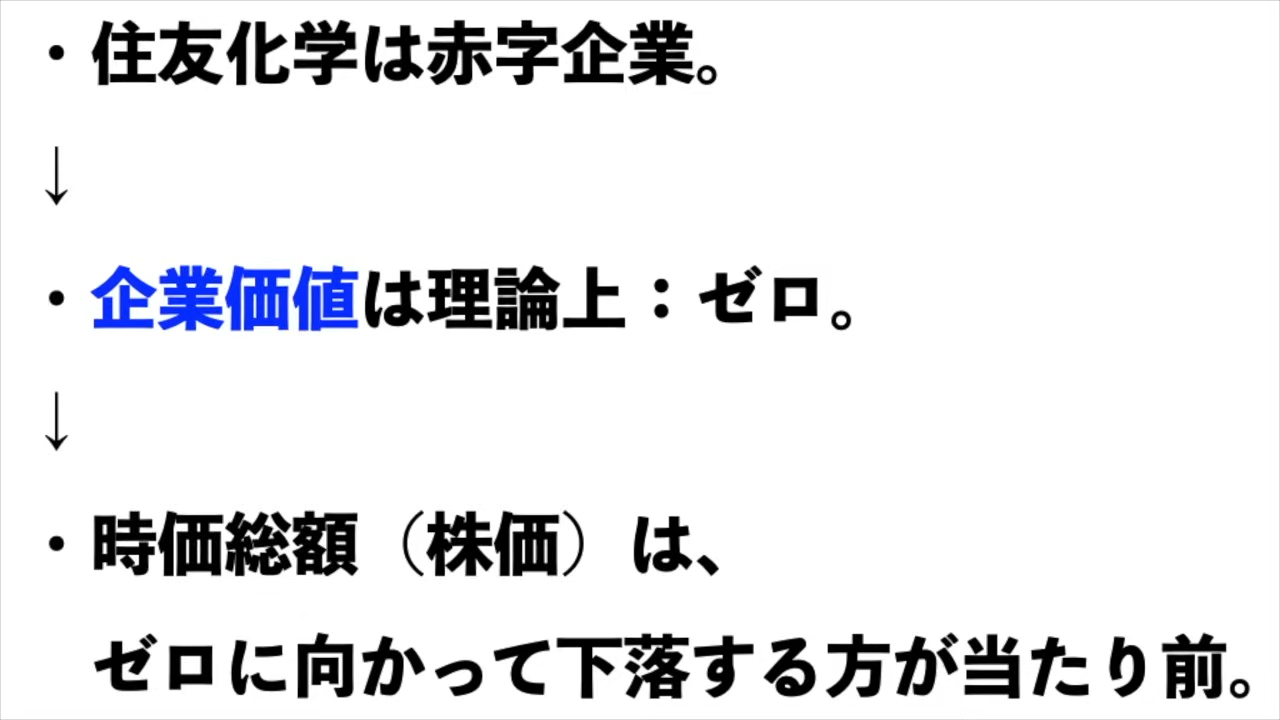 ・住友化学は赤字企業。
↓
・企業価値は理論上：ゼロ。
↓
・時価総額（株価）は、
ゼロに向かって下落する方が当たり前。